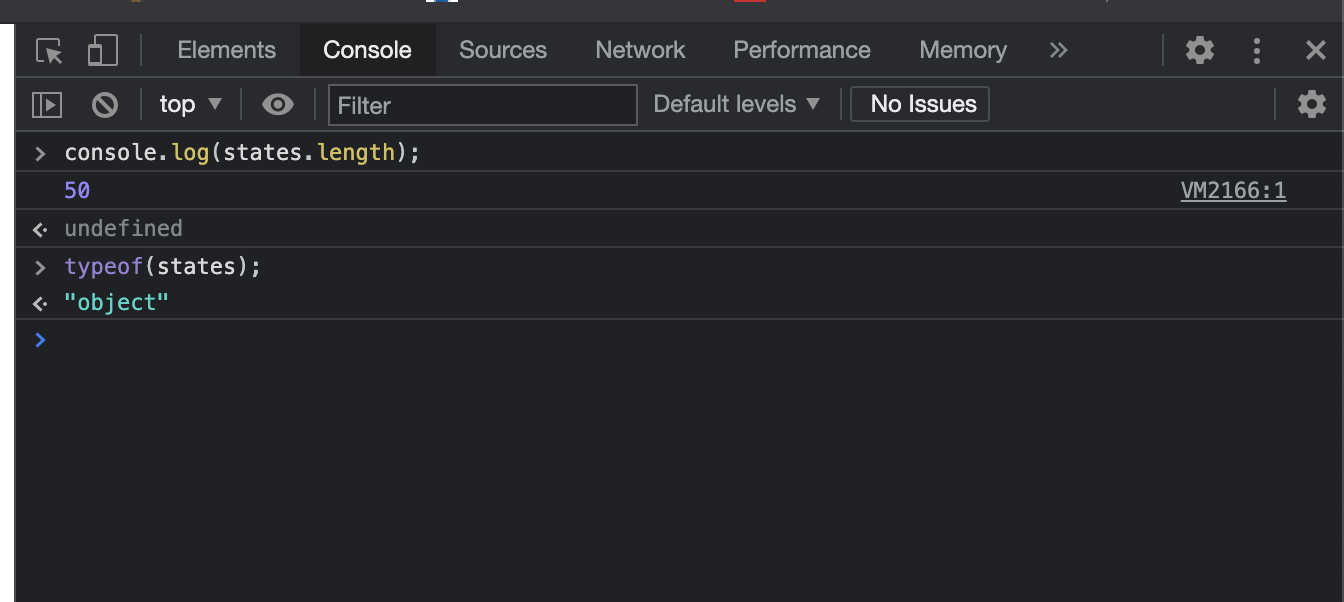 Elements Console Sources Network Performance Memory »
top ▼ Filter Default levels ▼ No Issues
> console.log(states.length);
50 VM2166:1
undefined
> typeof(states);
"object"
>